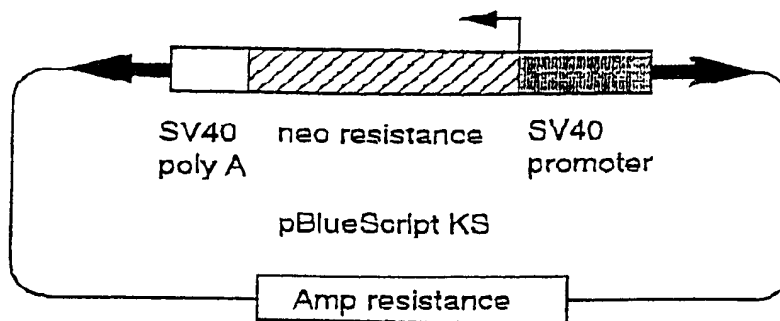 SV40
poly A
neo resistance
SV40
promoter
pBlueScript KS
Amp resistance